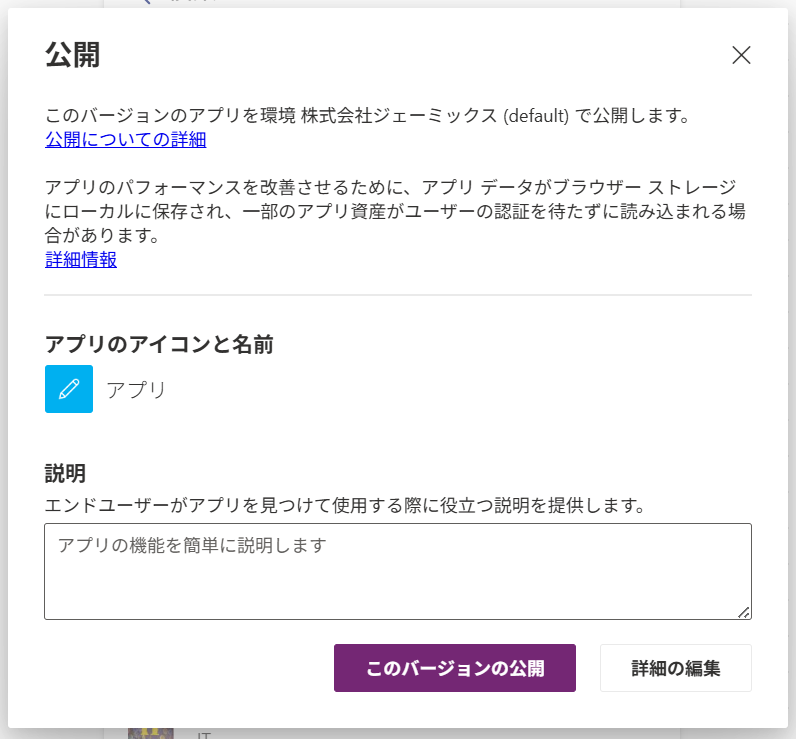 公開
このバージョンのアプリを環境 株式会社ジェーミックス (default) で公開します。
公開についての詳細
アプリのパフォーマンスを改善させるために、アプリ データがブラウザー ストレージ
にローカルに保存され、一部のアプリ資産がユーザーの認証を待たずに読み込まれる場
合があります。
詳細情報
アプリのアイコンと名前
アプリ
説明
エンドユーザーがアプリを見つけて使用する際に役立つ説明を提供します。
アプリの機能を簡単に説明します
このバージョンの公開
詳細の編集
IT